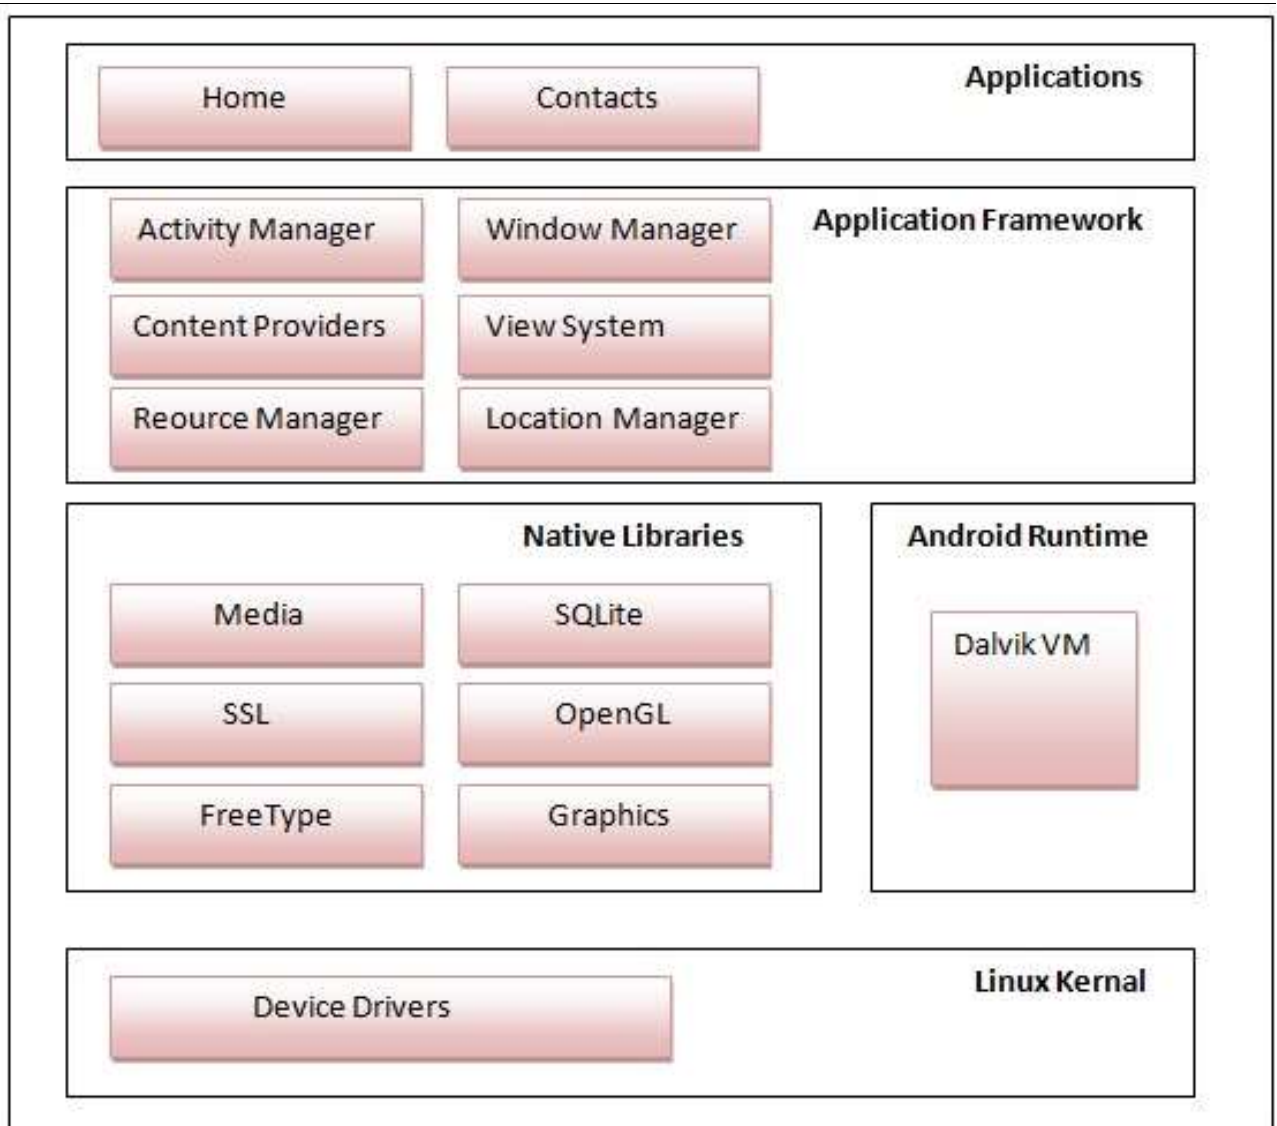 Applications
Home
Contacts
Application Framework
Activity Manager
Window Manager
Content Providers
View System
Reource Manager
Location Manager
Native Libraries
Media
SQLite
SSL
OpenGL
FreeType
Graphics
Android Runtime
Dalvik VM
Linux Kernal
Device Drivers